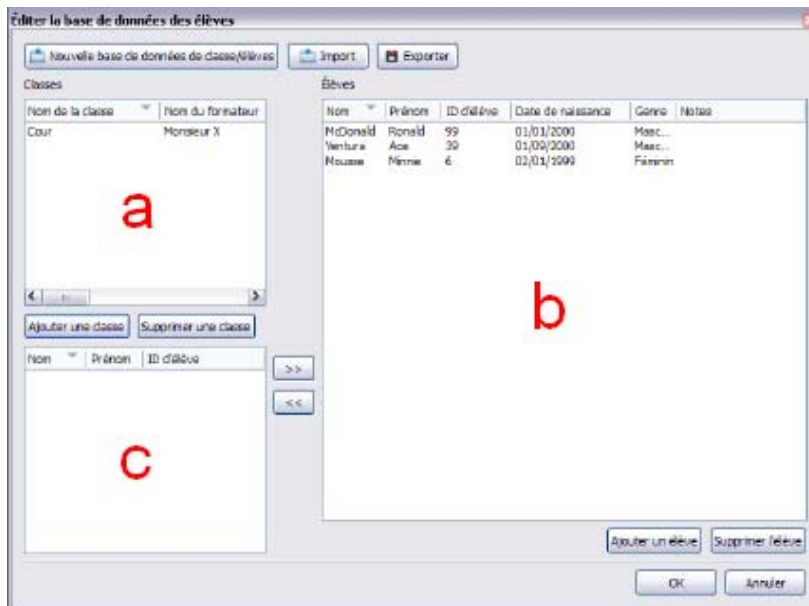 Éditer la base de données des élèves
Nouvelle base de données de classe/élèves Import Exporter
Classes Élèves
Nom de la classe Nom du formateur
Cour Monsieur X
a
Ajouter une classe Supprimer une classe
Nom Prénom ID d'élève
c
>>
<<
Nom Prénom ID d'élève Date de naissance Genre Notes
McDonald Ronald 99 01/01/2000 Masc...
Ventura Ace 39 01/09/2000 Masc...
Mousse Minnie 6 02/01/1999 Féminin
b
Ajouter un élève Supprimer l'élève
OK Annuler